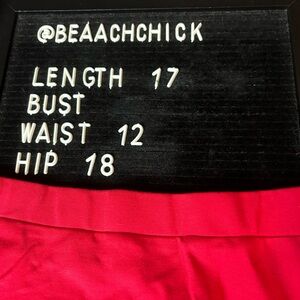 @BEAACHCHICK
LENGTH 17
BUST
WAIST 12
HIP 18